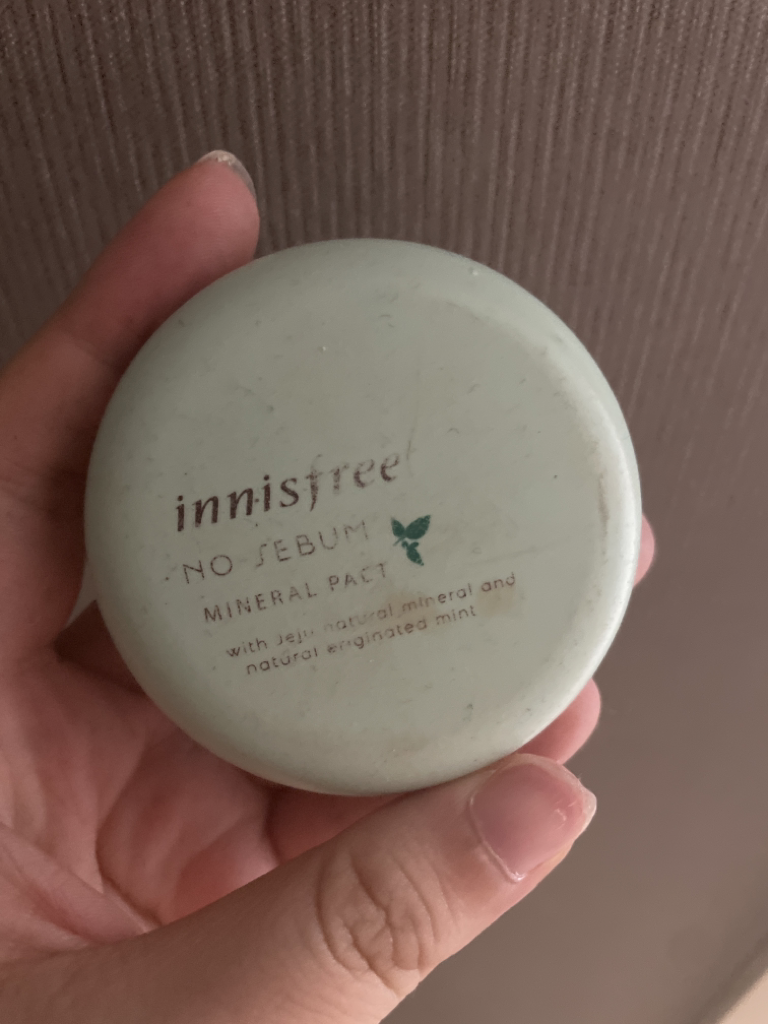 innisfree
NO SEBUM
MINERAL PACT
with Jeju natural mineral and
natural originated mint